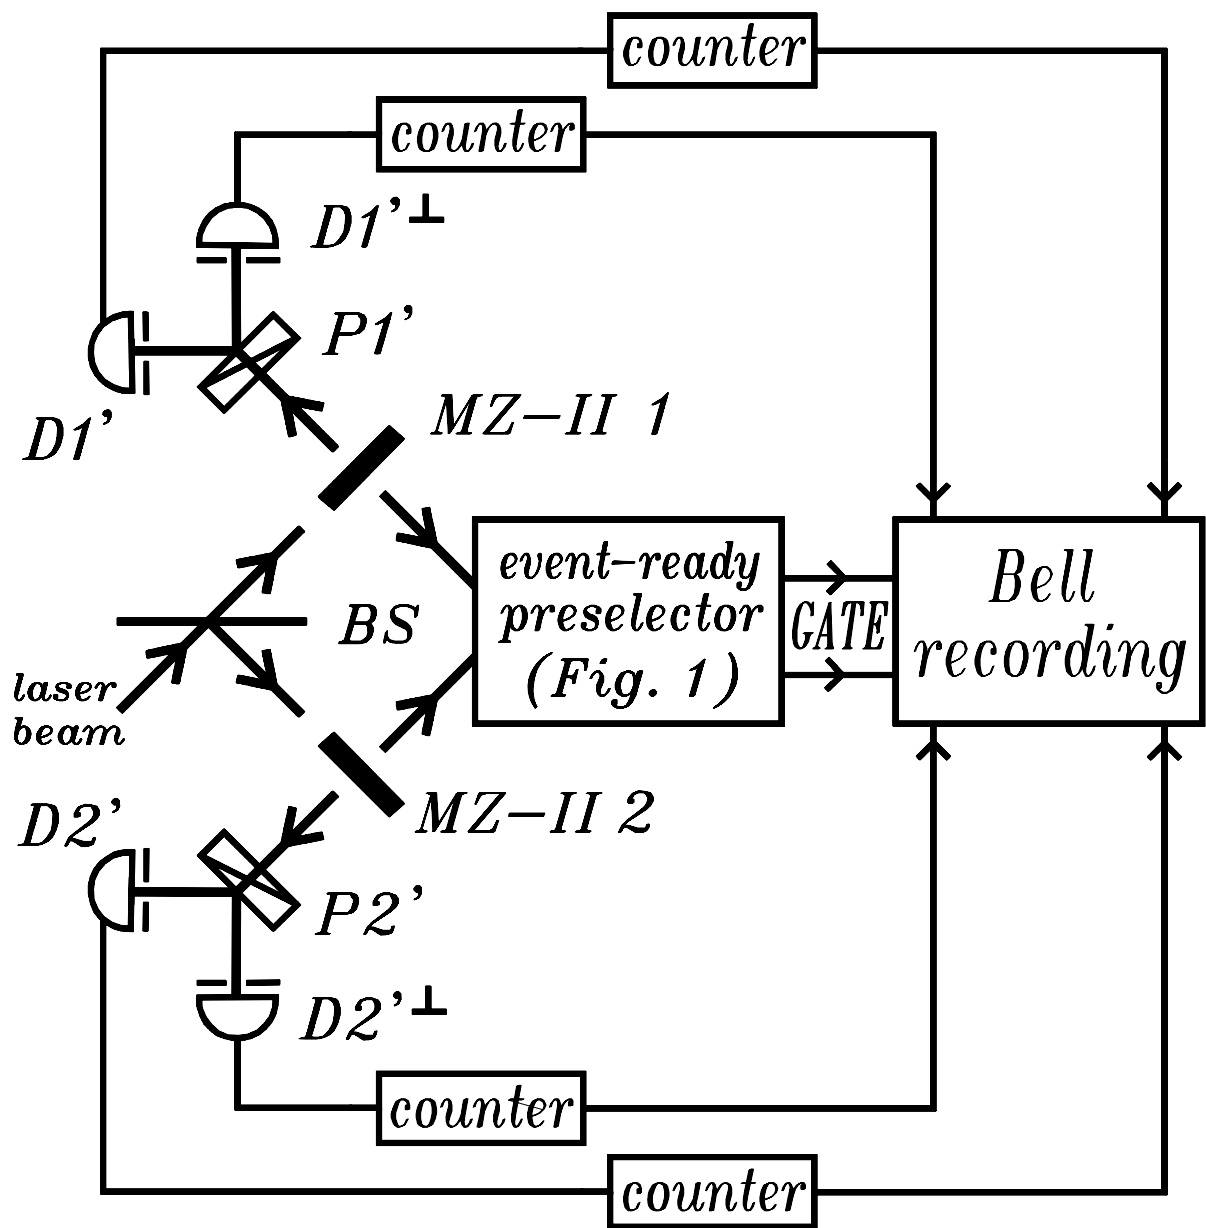 counter
counter
D1'⊥
P1'
D1'
MZ-II 1
event-ready
preselector
(Fig. 1)
GATE
Bell
recording
BS
laser
beam
D2'
MZ-II 2
P2'
D2'⊥
counter
counter